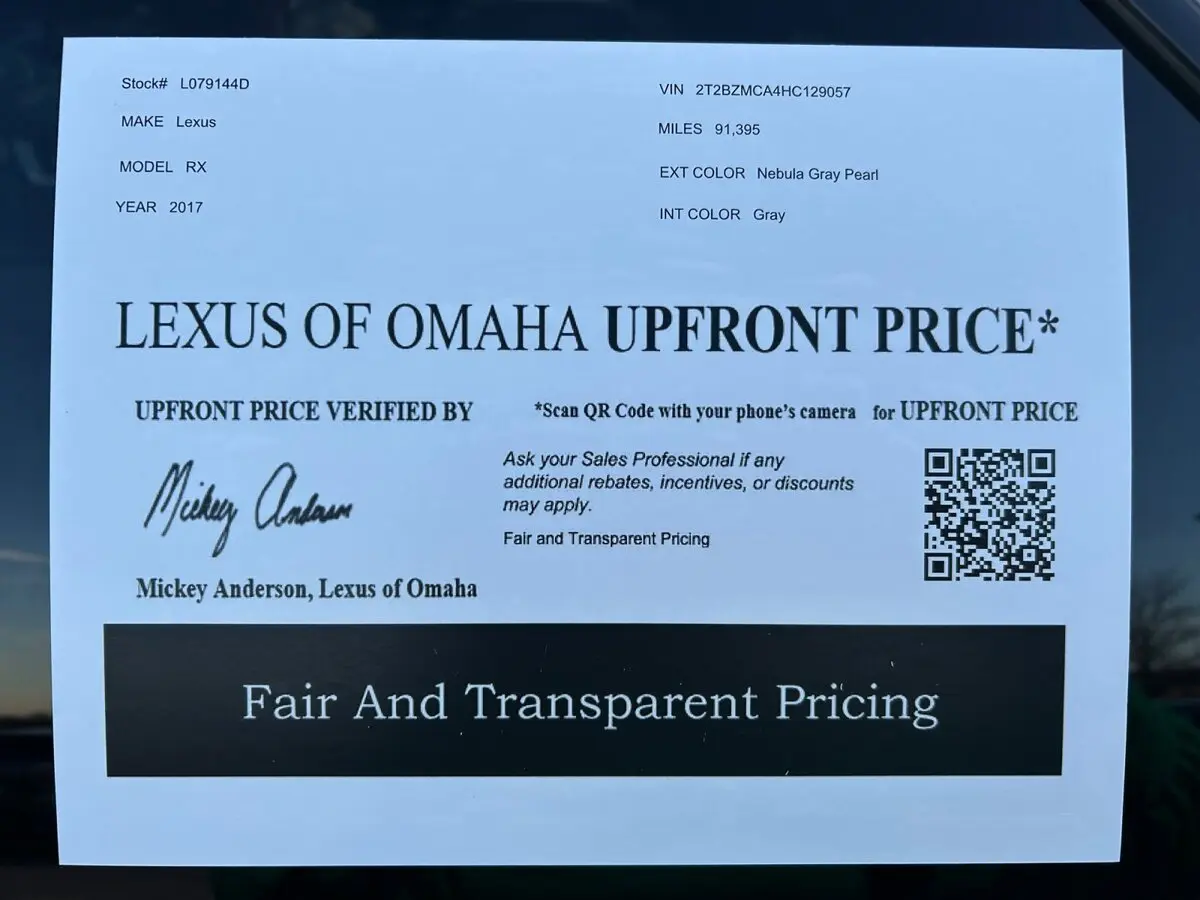 Stock# L079144D
VIN 2T2BZMCA4HC129057
MAKE Lexus
MILES 91,395
MODEL RX
EXT COLOR Nebula Gray Pearl
YEAR 2017
INT COLOR Gray
LEXUS OF OMAHA UPFRONT PRICE*
UPFRONT PRICE VERIFIED BY
*Scan QR Code with your phone's camera for UPFRONT PRICE
Mickey Anderson
Ask your Sales Professional if any
additional rebates, incentives, or discounts
may apply.
Fair and Transparent Pricing
Mickey Anderson, Lexus of Omaha
Fair And Transparent Pricing